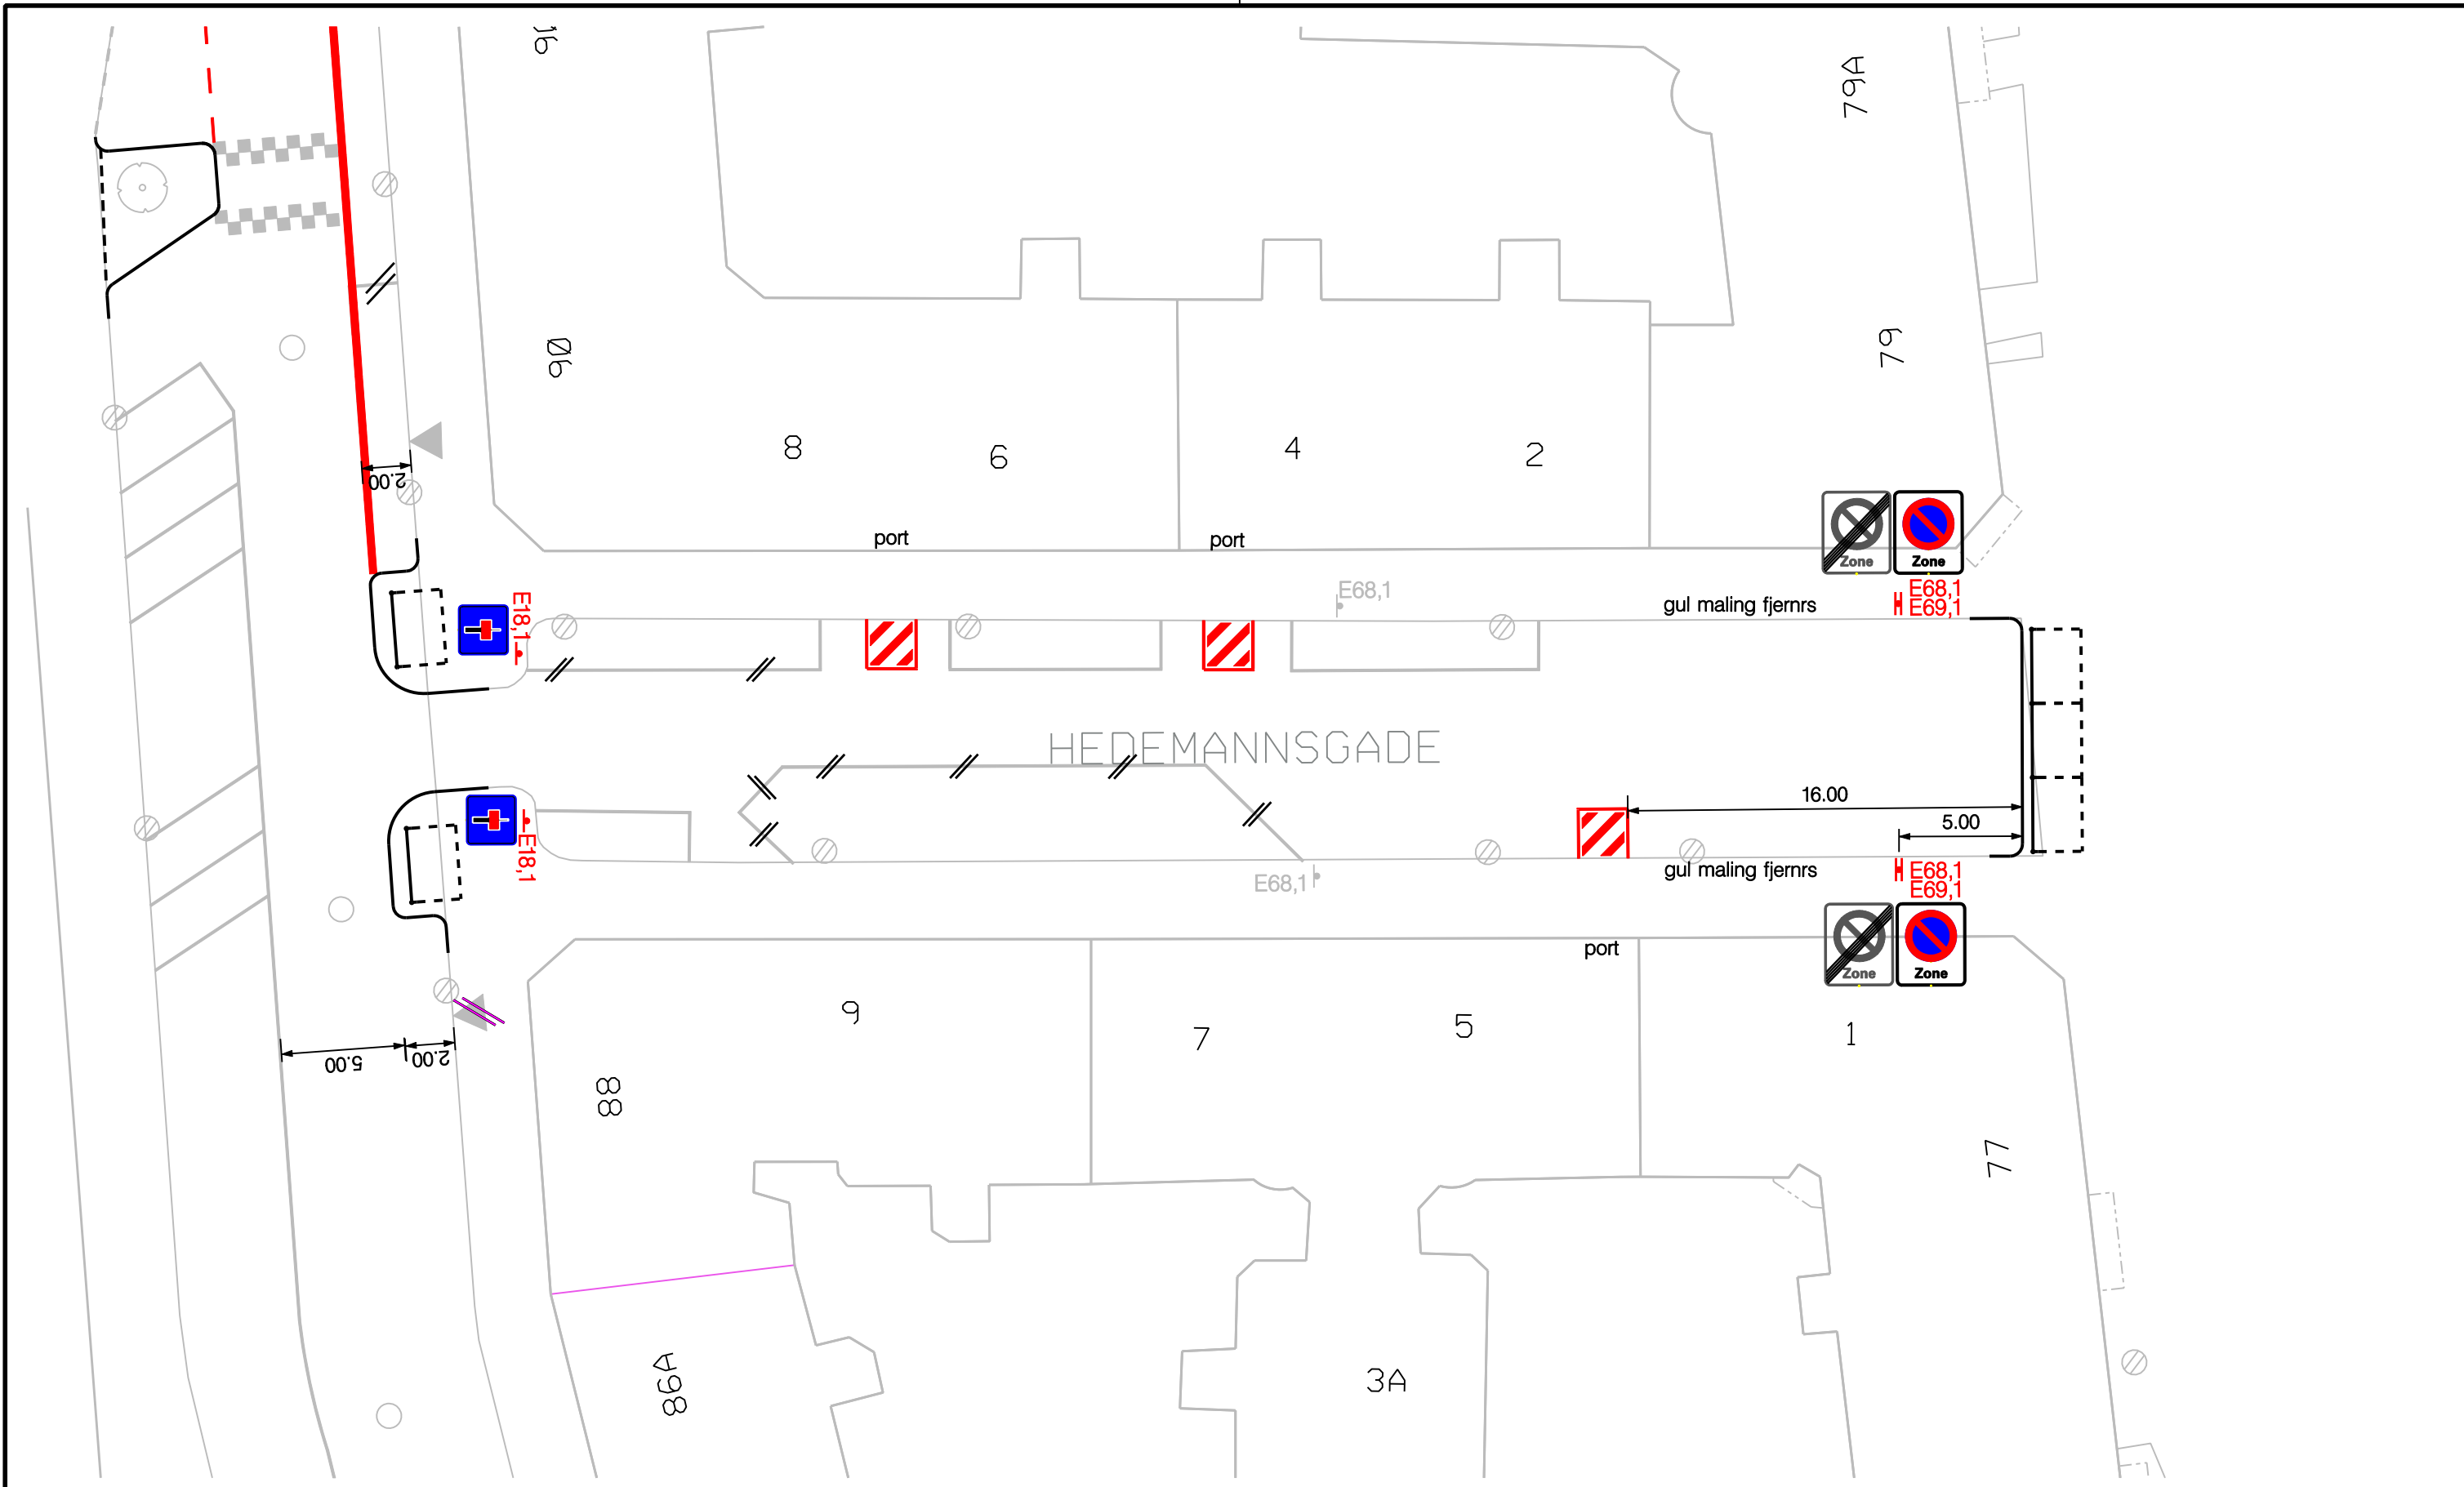 91
79A
90
79
8
6
4
2
2.00
port
port
Zone
Zone
E18,1
E68,1
gul maling fjernrs
E68,1
E69,1
HEDEMANNSGADE
16.00
5.00
E18,1
E68,1
gul maling fjernrs
E68,1
E69,1
port
Zone
Zone
9
7
5
1
5.00
2.00
88
77
86A
3A